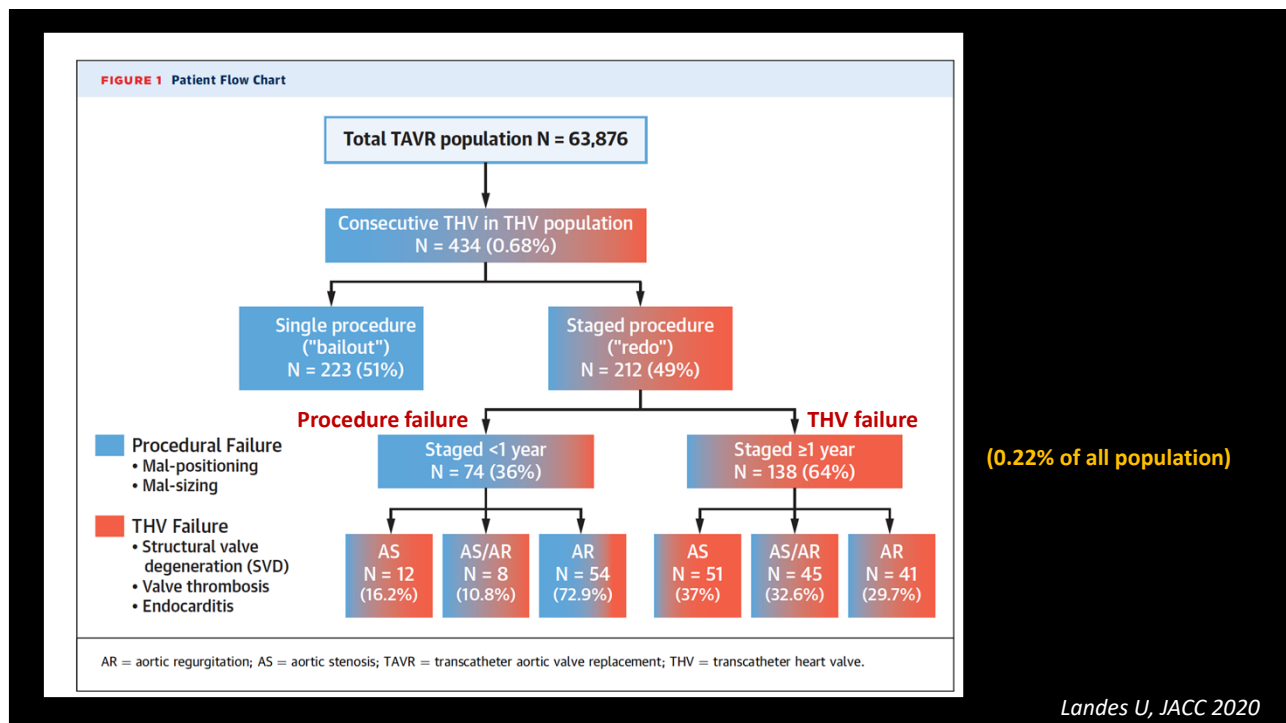 FIGURE 1 Patient Flow Chart
Total TAVR population N = 63,876
Consecutive THV in THV population
N = 434 (0.68%)
Single procedure
("bailout")
N = 223 (51%)
Staged procedure
("redo")
N = 212 (49%)
Procedure failure
THV failure
Procedural Failure
• Mal-positioning
• Mal-sizing
Staged <1 year
N = 74 (36%)
Staged ≥1 year
N = 138 (64%)
(0.22% of all population)
THV Failure
• Structural valve
degeneration (SVD)
• Valve thrombosis
• Endocarditis
AS
N = 12
(16.2%)
AS/AR
N = 8
(10.8%)
AR
N = 54
(72.9%)
AS
N = 51
(37%)
AS/AR
N = 45
(32.6%)
AR
N = 41
(29.7%)
AR = aortic regurgitation; AS = aortic stenosis; TAVR = transcatheter aortic valve replacement; THV = transcatheter heart valve.
Landes U, JACC 2020